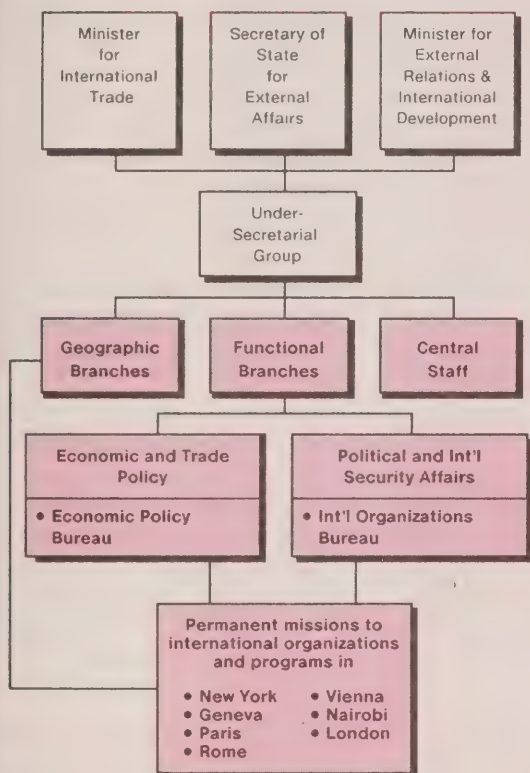 Minister
for
International
Trade
Secretary of
State
for
External
Affairs
Minister for
External
Relations &
International
Development
Under-
Secretarial
Group
Geographic
Branches
Functional
Branches
Central
Staff
Economic and Trade
Policy
• Economic Policy
Bureau
Political and Int'l
Security Affairs
• Int'l Organizations
Bureau
Permanent missions to
international organizations
and programs in
• New York
• Geneva
• Paris
• Rome
• Vienna
• Nairobi
• London